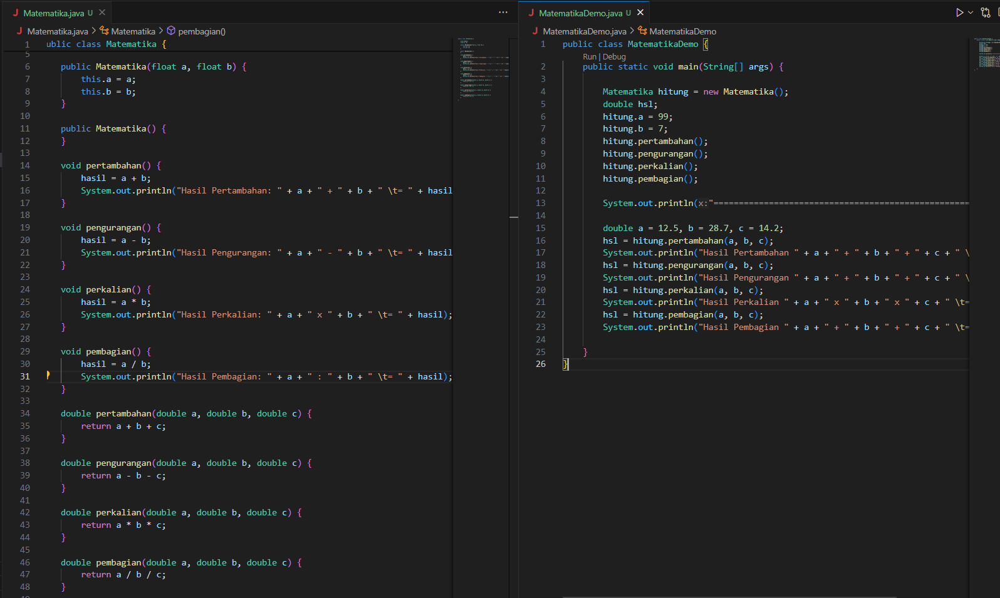 Matematika.java U
Matematika.java > Matematika > pembagian()
1 ublic class Matematika {
5
6 public Matematika(float a, float b) {
7 this.a = a;
8 this.b = b;
9 }
10
11 public Matematika() {
12 }
13
14 void pertambahan() {
15 hasil = a + b;
16 System.out.println("Hasil Pertambahan: " + a + " + " + b + " \t= " + hasil
17 }
18
19 void pengurangan() {
20 hasil = a - b;
21 System.out.println("Hasil Pengurangan: " + a + " - " + b + " \t= " + hasil
22 }
23
24 void perkalian() {
25 hasil = a * b;
26 System.out.println("Hasil Perkalian: " + a + " x " + b + " \t= " + hasil);
27 }
28
29 void pembagian() {
30 hasil = a / b;
31 System.out.println("Hasil Pembagian: " + a + " : " + b + " \t= " + hasil);
32 }
33
34 double pertambahan(double a, double b, double c) {
35 return a + b + c;
36 }
37
38 double pengurangan(double a, double b, double c) {
39 return a - b - c;
40 }
41
42 double perkalian(double a, double b, double c) {
43 return a * b * c;
44 }
45
46 double pembagian(double a, double b, double c) {
47 return a / b / c;
48 }
MatematikaDemo.java U
MatematikaDemo.java > MatematikaDemo
1 public class MatematikaDemo {
Run | Debug
2 public static void main(String[] args) {
3
4 Matematika hitung = new Matematika();
5 double hsl;
6 hitung.a = 99;
7 hitung.b = 7;
8 hitung.pertambahan();
9 hitung.pengurangan();
10 hitung.perkalian();
11 hitung.pembagian();
12
13 System.out.println(x:"===================================================
14
15 double a = 12.5, b = 28.7, c = 14.2;
16 hsl = hitung.pertambahan(a, b, c);
17 System.out.println("Hasil Pertambahan " + a + " + " + b + " + " + c + " \
18 hsl = hitung.pengurangan(a, b, c);
19 System.out.println("Hasil Pengurangan " + a + " + " + b + " + " + c + " \
20 hsl = hitung.perkalian(a, b, c);
21 System.out.println("Hasil Perkalian " + a + " x " + b + " x " + c + " \t=
22 hsl = hitung.pembagian(a, b, c);
23 System.out.println("Hasil Pembagian " + a + " + " + b + " + " + c + " \t=
24
25 }
26 }